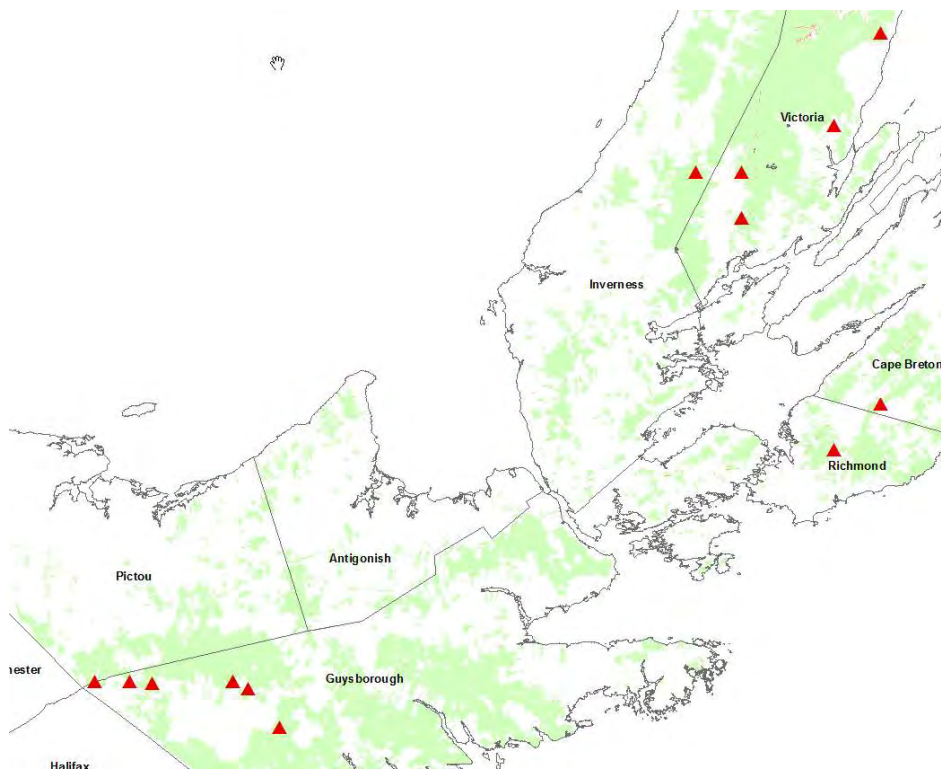 Victoria
Inverness
Cape Breton
Richmond
Antigonish
Pictou
hester
Guysborough
Halifax